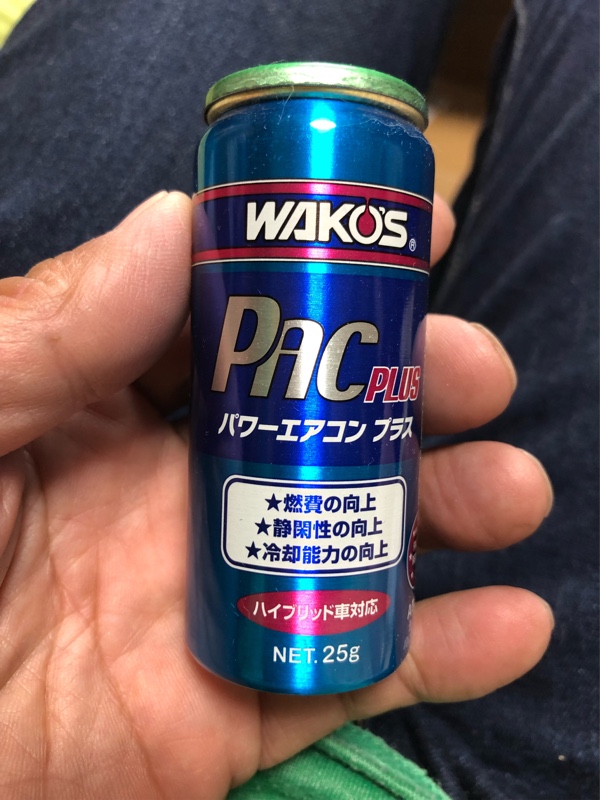 WAKO'S®
PAC PLUS
パワーエアコン プラス
★燃費の向上
★静閑性の向上
★冷却能力の向上
ハイブリッド車対応
NET. 25g